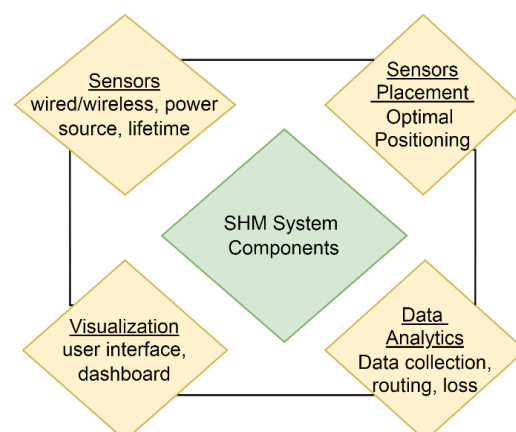 Sensors
wired/wireless, power
source, lifetime
Sensors
Placement
Optimal
Positioning
SHM System
Components
Visualization
user interface,
dashboard
Data
Analytics
Data collection,
routing, loss